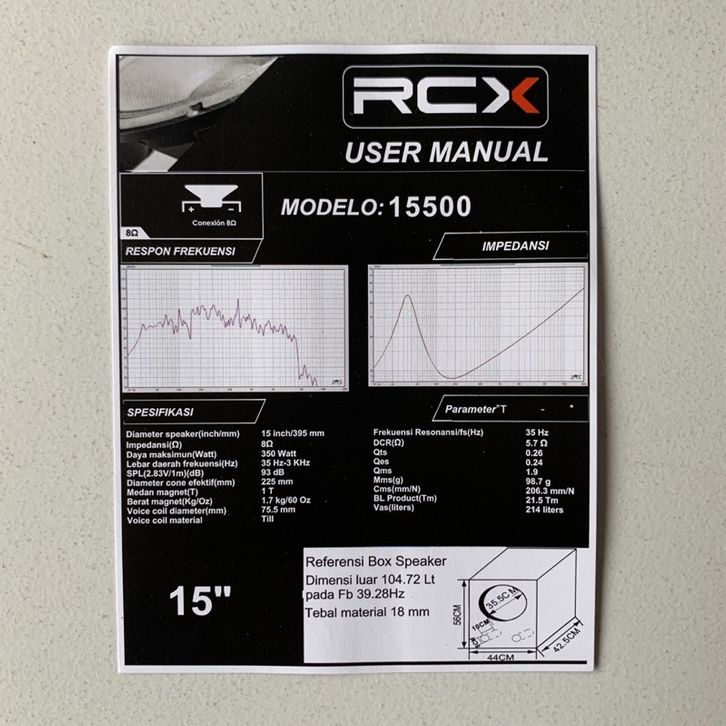 RCX
USER MANUAL
+ -
Conexión 8Ω
8Ω
MODELO: 15500
RESPON FREKUENSI
IMPEDANSI
LMS
LMS
SPESIFIKASI
Diameter speaker(inch/mm) 15 inch/395 mm
Impedansi(Ω) 8Ω
Daya maksimun(Watt) 350 Watt
Lebar daerah frekuensi(Hz) 35 Hz-3 KHz
SPL(2.83V/1m)(dB) 93 dB
Diameter cone efektif(mm) 225 mm
Medan magnet(T) 1 T
Berat magnet(Kg/Oz) 1.7 kg/60 Oz
Voice coil diameter(mm) 75.5 mm
Voice coil material Till
Parameter"T - "
Frekuensi Resonansi/fs(Hz) 35 Hz
DCR(Ω) 5.7 Ω
Qts 0.26
Qes 0.24
Qms 1.9
Mms(g) 98.7 g
Cms(mm/N) 206.3 mm/N
BL Product(Tm) 21.5 Tm
Vas(liters) 214 liters
15"
Referensi Box Speaker
Dimensi luar 104.72 Lt
pada Fb 39.28Hz
Tebal material 18 mm
35.5CM
56CM
10CM
44CM
42.5CM